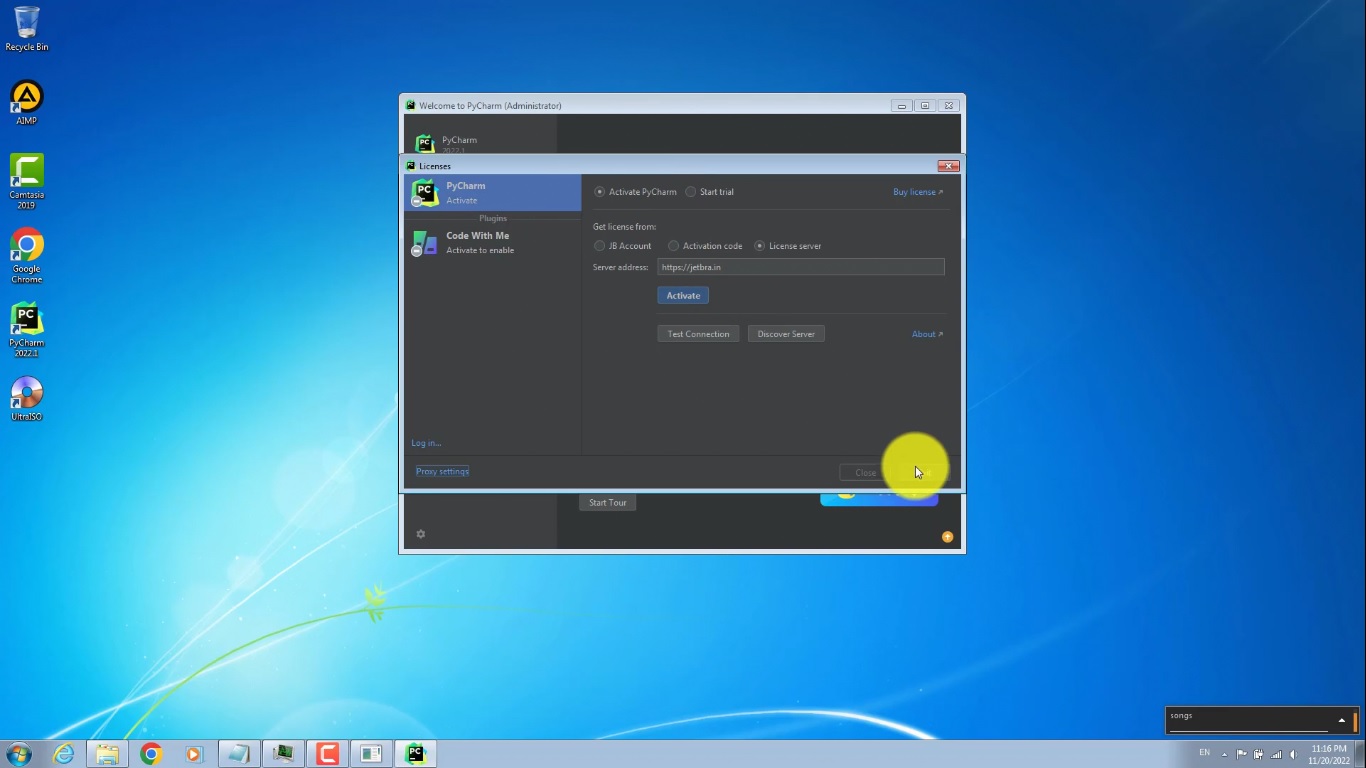 Recycle Bin
AIMP
Camtasia
2019
Google
Chrome
PyCharm
2022.1
UltraISO
Welcome to PyCharm (Administrator)
PyCharm
2022.1
Licenses
PyCharm
Activate
Plugins
Code With Me
Activate to enable
Log in...
Proxy settings
Activate PyCharm
Start trial
Buy license
Get license from:
JB Account
Activation code
License server
Server address:
https://jetbra.in
Activate
Test Connection
Discover Server
About
Close
Start Tour
songs
EN
11:16 PM
11/20/2022